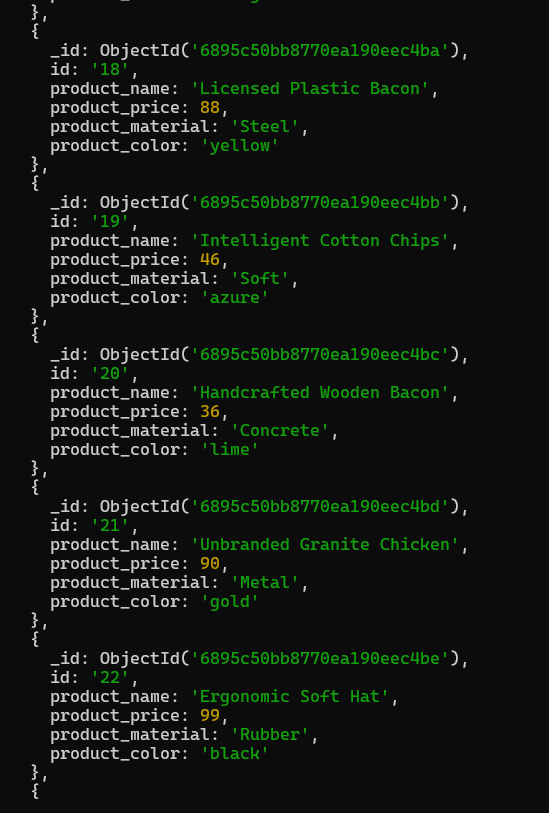 },
{
_id: ObjectId('6895c50bb8770ea190eec4ba'),
id: '18',
product_name: 'Licensed Plastic Bacon',
product_price: 88,
product_material: 'Steel',
product_color: 'yellow'
},
{
_id: ObjectId('6895c50bb8770ea190eec4bb'),
id: '19',
product_name: 'Intelligent Cotton Chips',
product_price: 46,
product_material: 'Soft',
product_color: 'azure'
},
{
_id: ObjectId('6895c50bb8770ea190eec4bc'),
id: '20',
product_name: 'Handcrafted Wooden Bacon',
product_price: 36,
product_material: 'Concrete',
product_color: 'lime'
},
{
_id: ObjectId('6895c50bb8770ea190eec4bd'),
id: '21',
product_name: 'Unbranded Granite Chicken',
product_price: 90,
product_material: 'Metal',
product_color: 'gold'
},
{
_id: ObjectId('6895c50bb8770ea190eec4be'),
id: '22',
product_name: 'Ergonomic Soft Hat',
product_price: 99,
product_material: 'Rubber',
product_color: 'black'
},
{